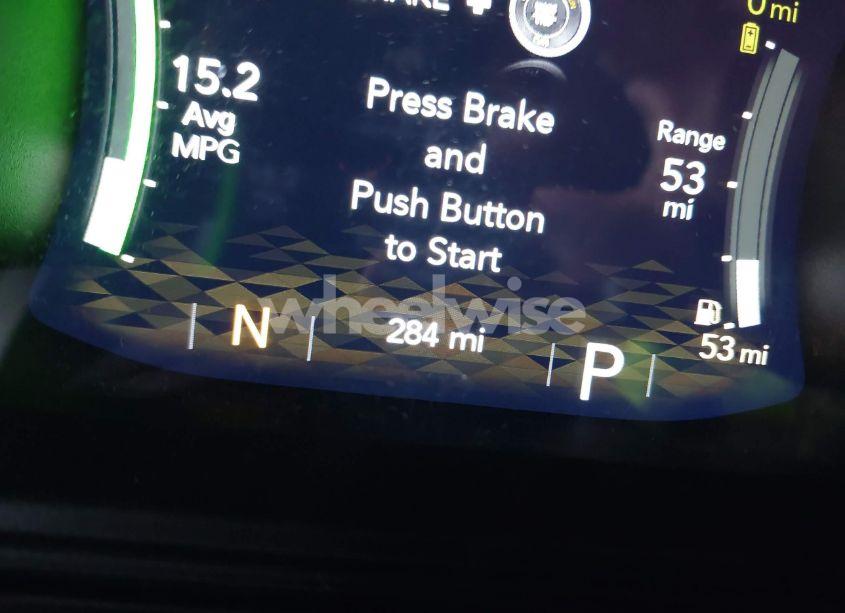 0 mi
15.2
Avg
MPG
Press Brake
and
Push Button
to Start
Range
53
mi
wheelwise
N
284 mi
P
53 mi